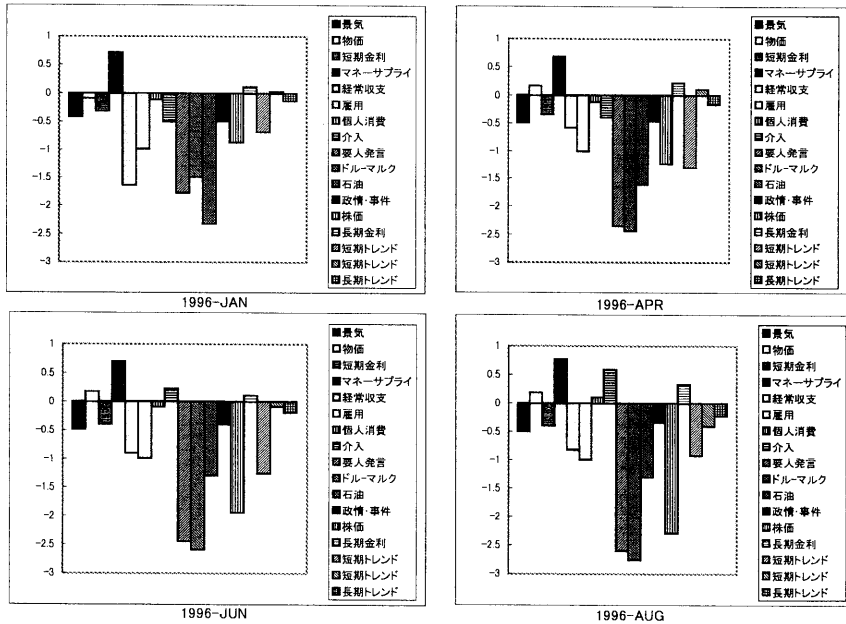 1
0.5
0
-0.5
-1
-1.5
-2
-2.5
-3
景気
物価
短期金利
マネーサプライ
経常収支
雇用
個人消費
介入
要人発言
ドル-マルク
石油
政情・事件
株価
長期金利
短期トレンド
短期トレンド
長期トレンド
1996-JAN
1
0.5
0
-0.5
-1
-1.5
-2
-2.5
-3
景気
物価
短期金利
マネーサプライ
経常収支
雇用
個人消費
介入
要人発言
ドル-マルク
石油
政情・事件
株価
長期金利
短期トレンド
短期トレンド
長期トレンド
1996-APR
1
0.5
0
-0.5
-1
-1.5
-2
-2.5
-3
景気
物価
短期金利
マネーサプライ
経常収支
雇用
個人消費
介入
要人発言
ドル-マルク
石油
政情・事件
株価
長期金利
短期トレンド
短期トレンド
長期トレンド
1996-JUN
1
0.5
0
-0.5
-1
-1.5
-2
-2.5
-3
景気
物価
短期金利
マネーサプライ
経常収支
雇用
個人消費
介入
要人発言
ドル-マルク
石油
政情・事件
株価
長期金利
短期トレンド
短期トレンド
長期トレンド
1996-AUG